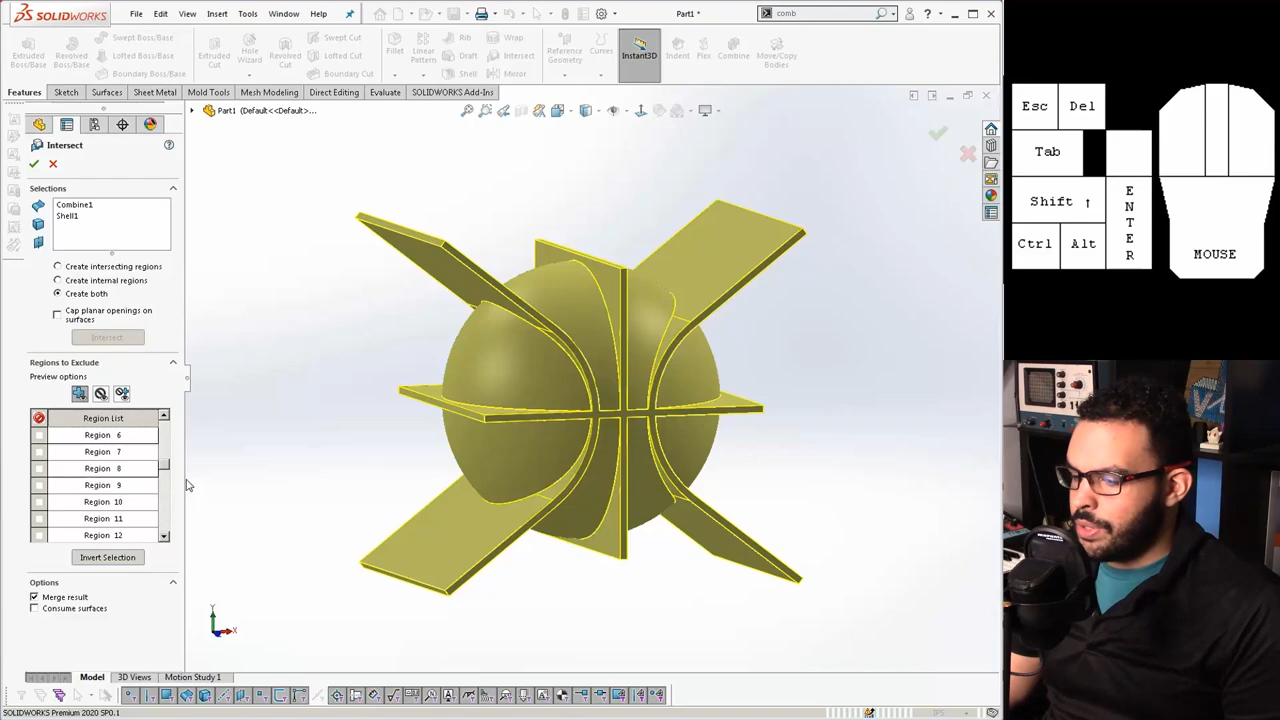 SOLIDWORKS File Edit View Insert Tools Window Help Part1 * comb
Extruded Boss/Base Revolved Boss/Base Swept Boss/Base Lofted Boss/Base Boundary Boss/Base Extruded Cut Hole Wizard Revolved Cut Swept Cut Lofted Cut Boundary Cut Fillet Linear Pattern Rib Draft Shell Wrap Intersect Mirror Reference Geometry Curves Instant3D Indent Flex Combine Move/Copy Bodies
Features Sketch Surfaces Sheet Metal Mold Tools Mesh Modeling Direct Editing Evaluate SOLIDWORKS Add-Ins
Part1 (Default<<Default>...
Intersect
Selections
Combine1
Shell1
Create intersecting regions
Create internal regions
Create both
Cap planar openings on
surfaces
Intersect
Regions to Exclude
Preview options
Region List
Region 6
Region 7
Region 8
Region 9
Region 10
Region 11
Region 12
Invert Selection
Options
Merge result
Consume surfaces
Y
X
Model 3D Views Motion Study 1
SOLIDWORKS Premium 2020 SP0.1
IPS
Esc Del
Tab
Shift ↑
Ctrl Alt
E
N
T
E
R
MOUSE